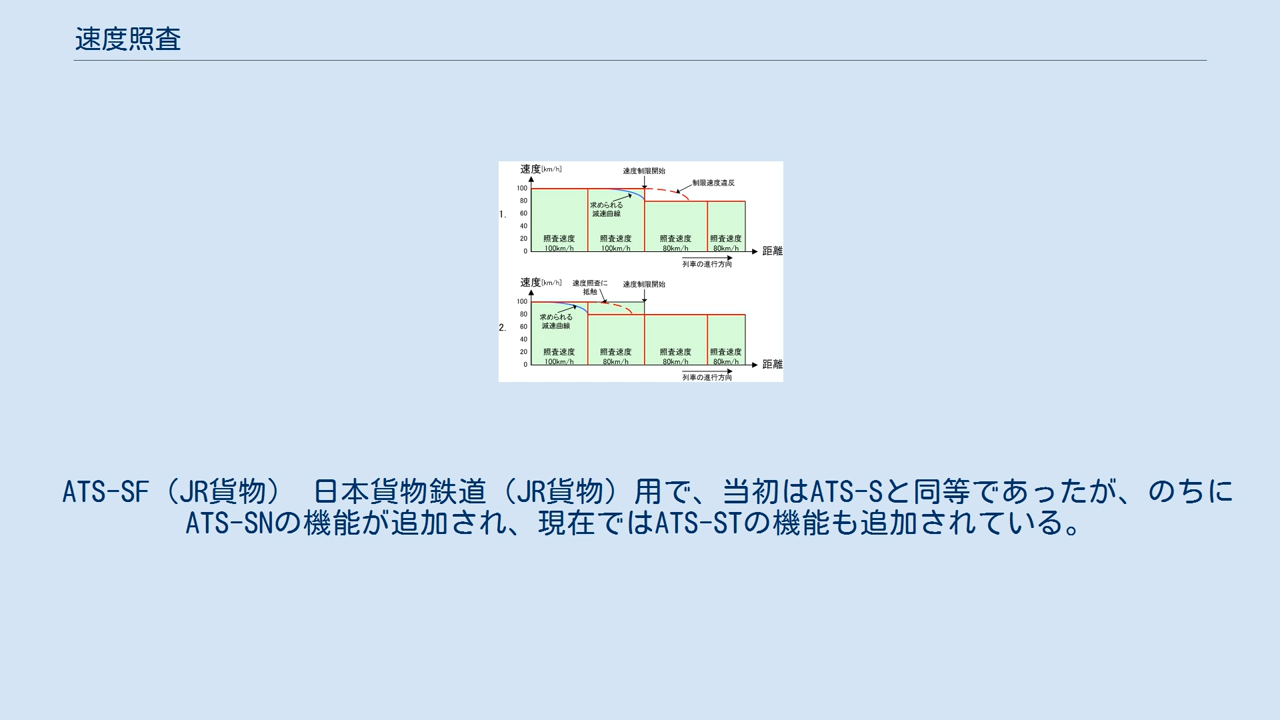 速度照査
速度[km/h]
速度制限開始
制限速度違反
求められる
減速曲線
100
80
60
40
20
0
1.
照査速度
100km/h
照査速度
100km/h
照査速度
80km/h
照査速度
80km/h
距離
列車の進行方向
速度[km/h]
速度照査に
抵触
速度制限開始
求められる
減速曲線
100
80
60
40
20
0
2.
照査速度
100km/h
照査速度
80km/h
照査速度
80km/h
照査速度
80km/h
距離
列車の進行方向
ATS-SF（JR貨物） 日本貨物鉄道（JR貨物）用で、当初はATS-Sと同等であったが、のちに
ATS-SNの機能が追加され、現在ではATS-STの機能も追加されている。